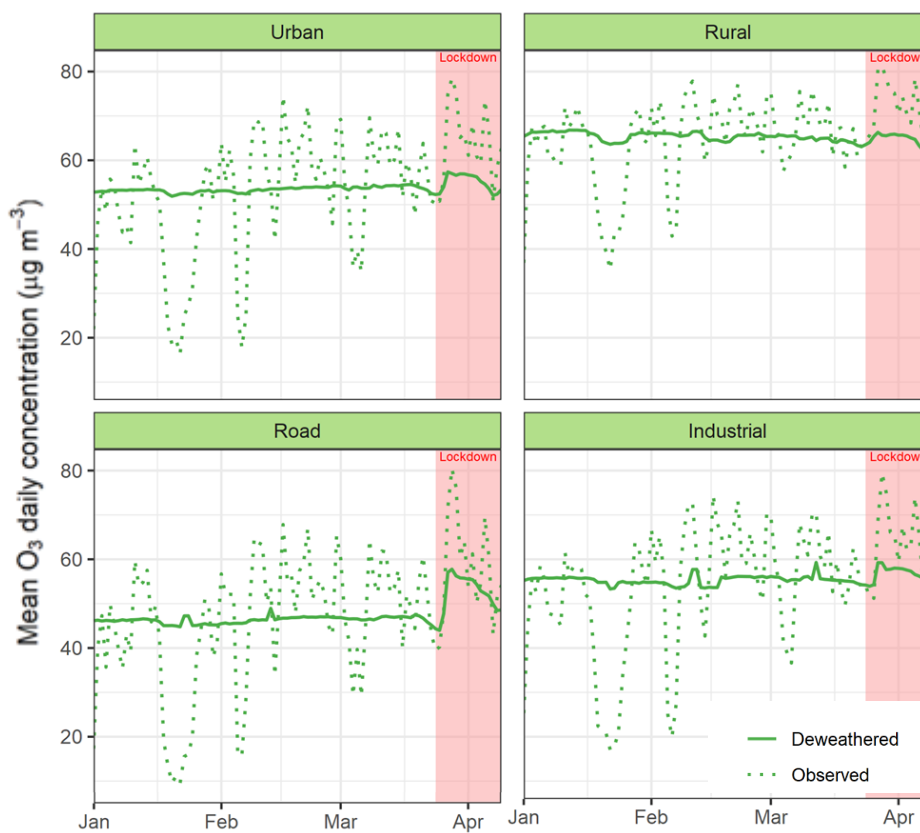 Urban
Rural
Lockdown
Lockdown
80
60
40
20
Mean O₃ daily concentration (µg m⁻³)
Road
Industrial
Lockdown
Lockdown
80
60
40
20
Deweathered
Observed
Jan Feb Mar Apr
Jan Feb Mar Apr